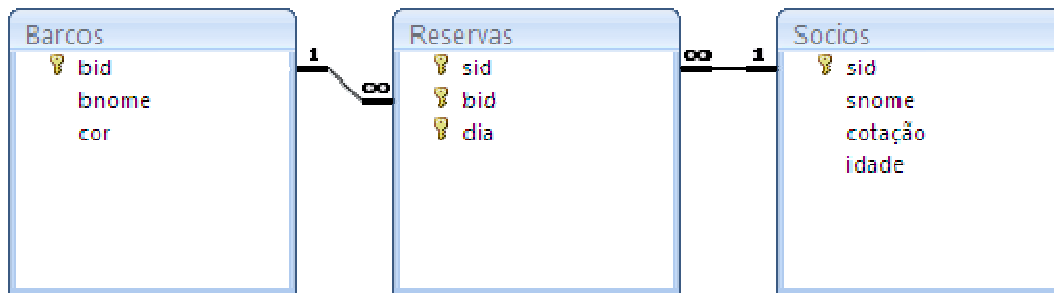 Barcos
bid
bnome
cor
1
∞
Reservas
sid
bid
dia
∞
1
Socios
sid
snome
cotação
idade